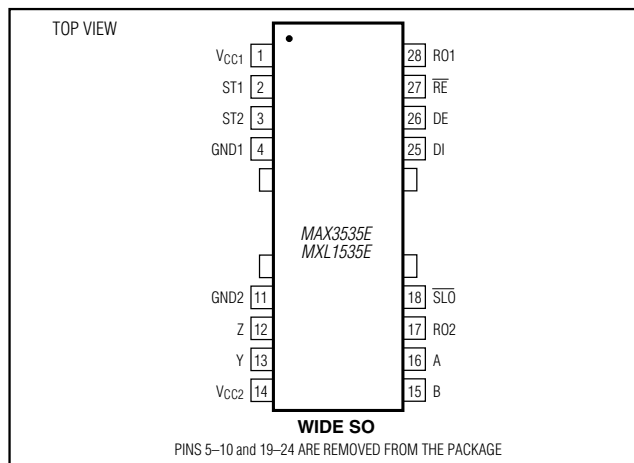 TOP VIEW
VCC1 1 28 RO1
ST1 2 27 RE
ST2 3 26 DE
GND1 4 25 DI
MAX3535E
MXL1535E
GND2 11 18 SLO
Z 12 17 RO2
Y 13 16 A
VCC2 14 15 B
WIDE SO
PINS 5–10 and 19–24 ARE REMOVED FROM THE PACKAGE